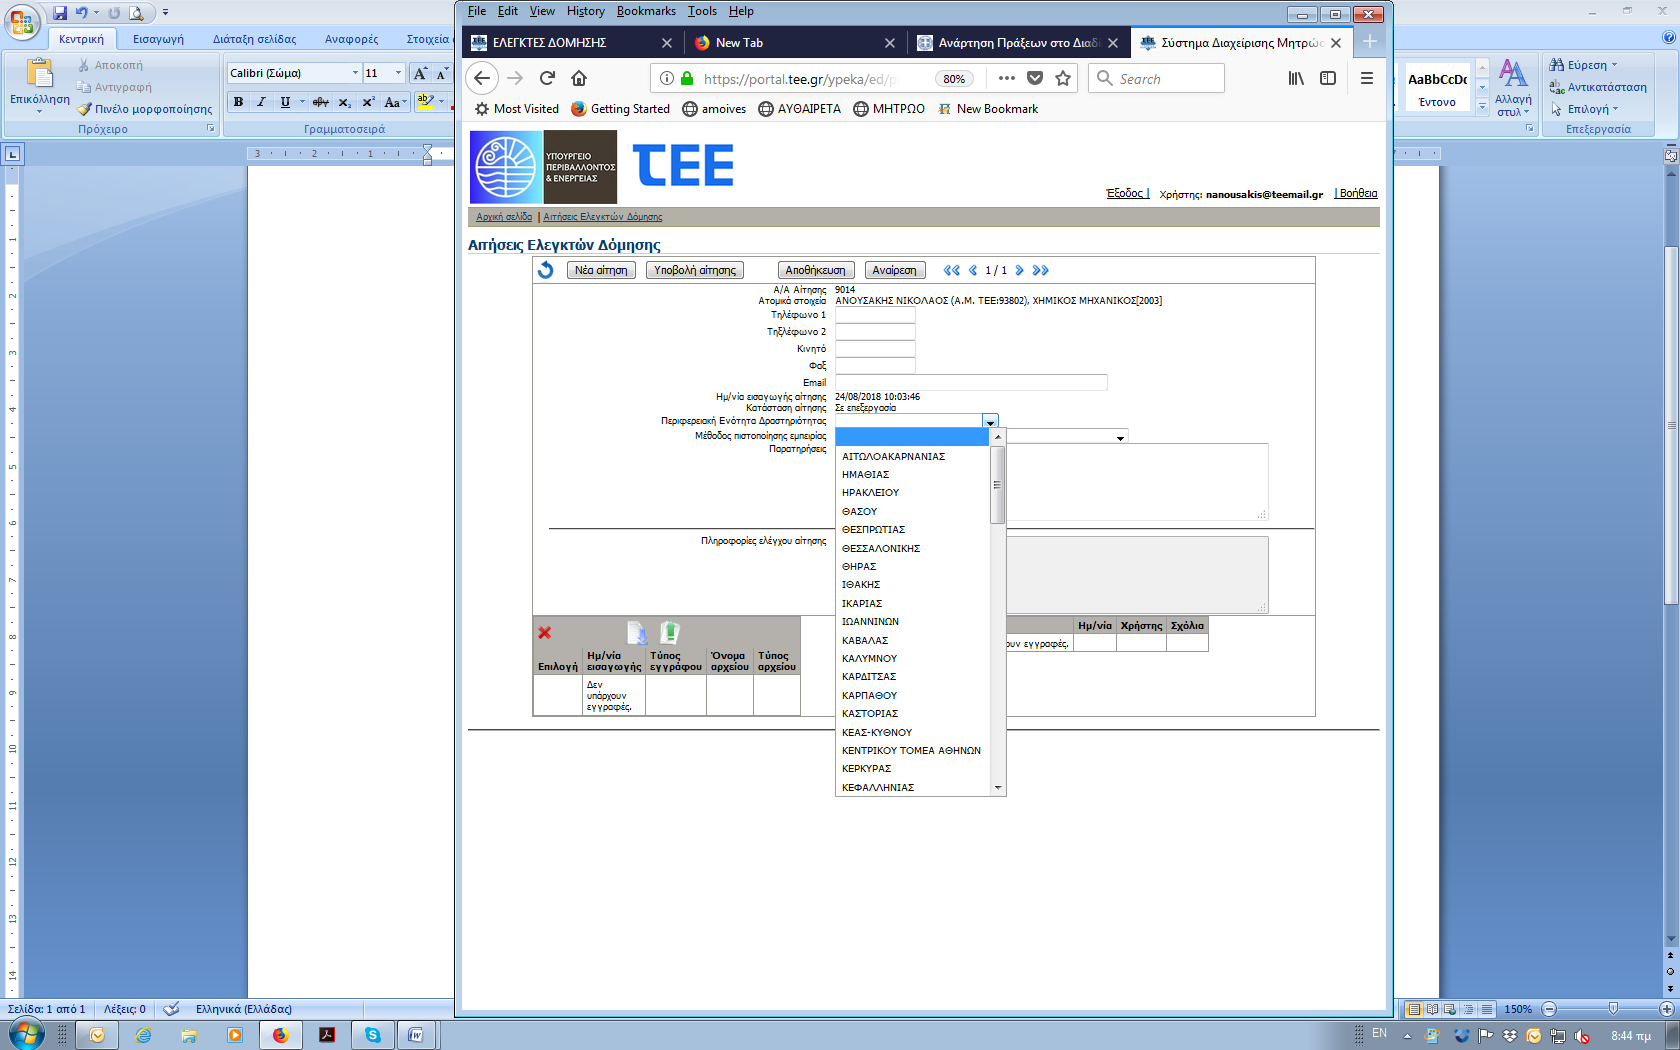 File Edit View History Bookmarks Tools Help
ΕΛΕΓΚΤΕΣ ΔΟΜΗΣΗΣ
New Tab
Ανάρτηση Πράξεων στο Διαδί
Σύστημα Διαχείρισης Μητρώο
https://portal.tee.gr/ypeka/ed/p
80%
Search
Most Visited Getting Started amoives ΑΥΘΑΙΡΕΤΑ ΜΗΤΡΩΟ New Bookmark
Κεντρική Εισαγωγή Διάταξη σελίδας Αναφορές Στοιχεία α
Επικόλληση
Αποκοπή
Αντιγραφή
Πινέλο μορφοποίησης
Πρόχειρο
Calibri (Σώμα) 11
Γραμματοσειρά
AaBbCcDc
Έντονο
Αλλαγή στυλ
Εύρεση
Αντικατάσταση
Επιλογή
Επεξεργασία
ΥΠΟΥΡΓΕΙΟ
ΠΕΡΙΒΑΛΛΟΝΤΟΣ
& ΕΝΕΡΓΕΙΑΣ
ΤΕΕ
Έξοδος | Χρήστης: nanousakis@teemail.gr | Βοήθεια
Αρχική σελίδα | Αιτήσεις Ελεγκτών Δόμησης
Αιτήσεις Ελεγκτών Δόμησης
Νέα αίτηση Υποβολή αίτησης Αποθήκευση Αναίρεση 1 / 1
Α/Α Αίτησης 9014
Ατομικά στοιχεία ΑΝΟΥΣΑΚΗΣ ΝΙΚΟΛΑΟΣ (Α.Μ. ΤΕΕ:93802), ΧΗΜΙΚΟΣ ΜΗΧΑΝΙΚΟΣ[2003]
Τηλέφωνο 1
Τηξλέφωνο 2
Κινητό
Φαξ
Email
Ημ/νία εισαγωγής αίτησης 24/08/2018 10:03:46
Κατάσταση αίτησης Σε επεξεργασία
Περιφερειακή Ενότητα Δραστηριότητας
Μέθοδος πιστοποίησης εμπειρίας
Παρατηρήσεις
ΑΙΤΩΛΟΑΚΑΡΝΑΝΙΑΣ
ΗΜΑΘΙΑΣ
ΗΡΑΚΛΕΙΟΥ
ΘΑΣΟΥ
ΘΕΣΠΡΩΤΙΑΣ
ΘΕΣΣΑΛΟΝΙΚΗΣ
ΘΗΡΑΣ
ΙΘΑΚΗΣ
ΙΚΑΡΙΑΣ
ΙΩΑΝΝΙΝΩΝ
ΚΑΒΑΛΑΣ
ΚΑΛΥΜΝΟΥ
ΚΑΡΔΙΤΣΑΣ
ΚΑΡΠΑΘΟΥ
ΚΑΣΤΟΡΙΑΣ
ΚΕΑΣ-ΚΥΘΝΟΥ
ΚΕΝΤΡΙΚΟΥ ΤΟΜΕΑ ΑΘΗΝΩΝ
ΚΕΡΚΥΡΑΣ
ΚΕΦΑΛΛΗΝΙΑΣ
Πληροφορίες ελέγχου αίτησης
Επιλογή Ημ/νία εισαγωγής Τύπος εγγράφου Όνομα αρχείου Τύπος αρχείου
Δεν
υπάρχουν
εγγραφές.
Ημ/νία Χρήστης Σχόλια
ουν εγγραφές.
Σελίδα: 1 από 1 Λέξεις: 0 Ελληνικά (Ελλάδας) 150%
EN 8:44 πμ